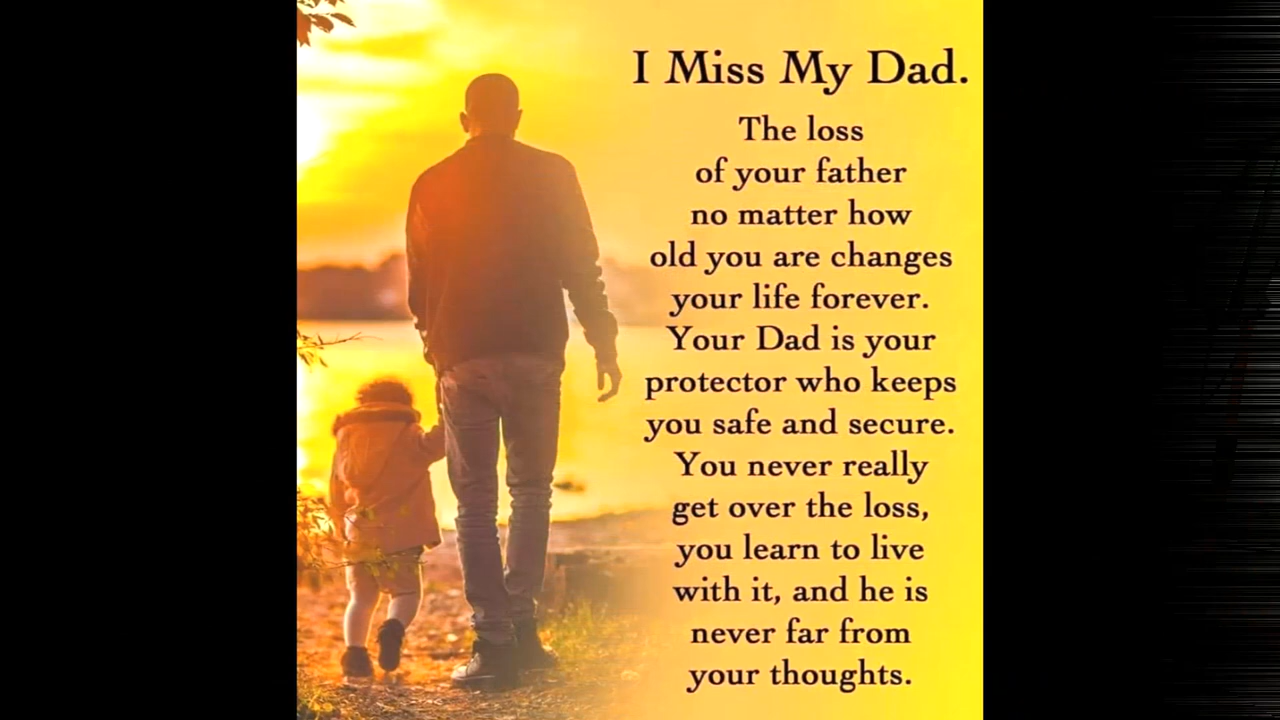 I Miss My Dad.
The loss
of your father
no matter how
old you are changes
your life forever.
Your Dad is your
protector who keeps
you safe and secure.
You never really
get over the loss,
you learn to live
with it, and he is
never far from
your thoughts.